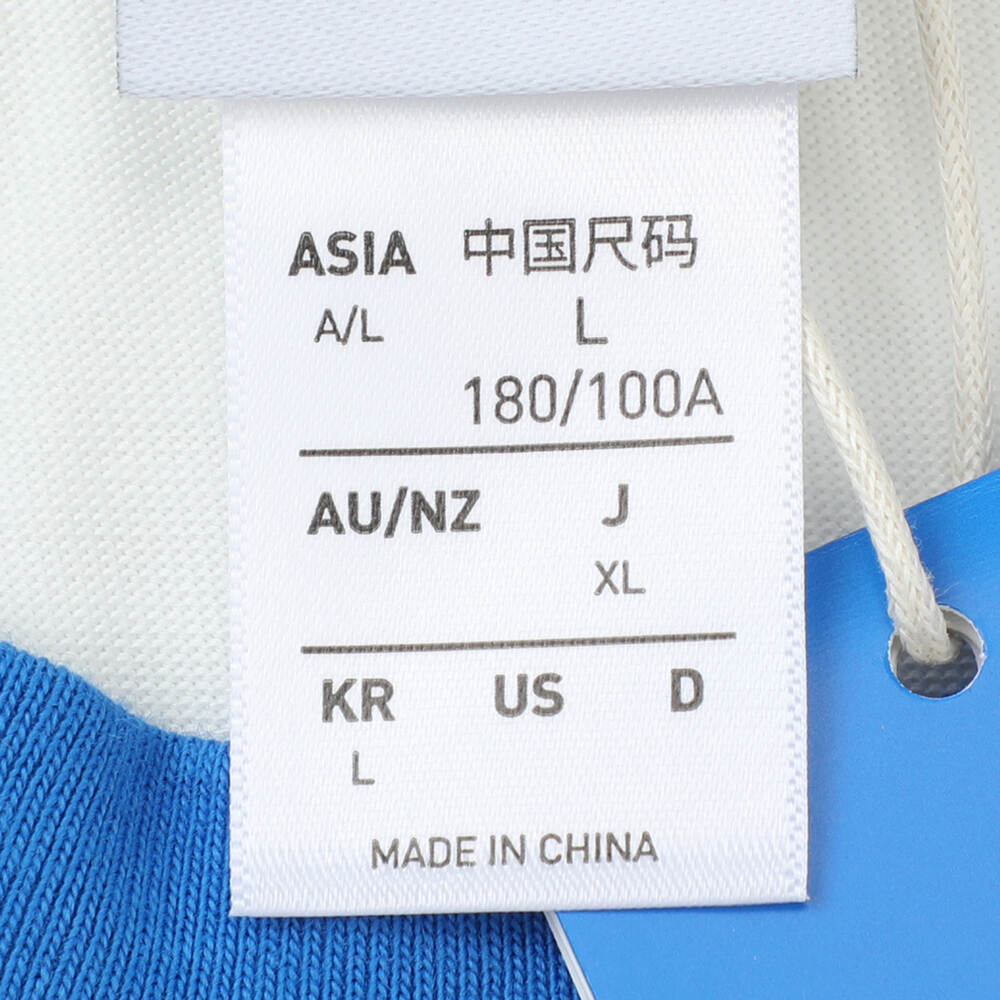 ASIA 中国尺码
A/L L
180/100A
AU/NZ J
XL
KR US D
L
MADE IN CHINA